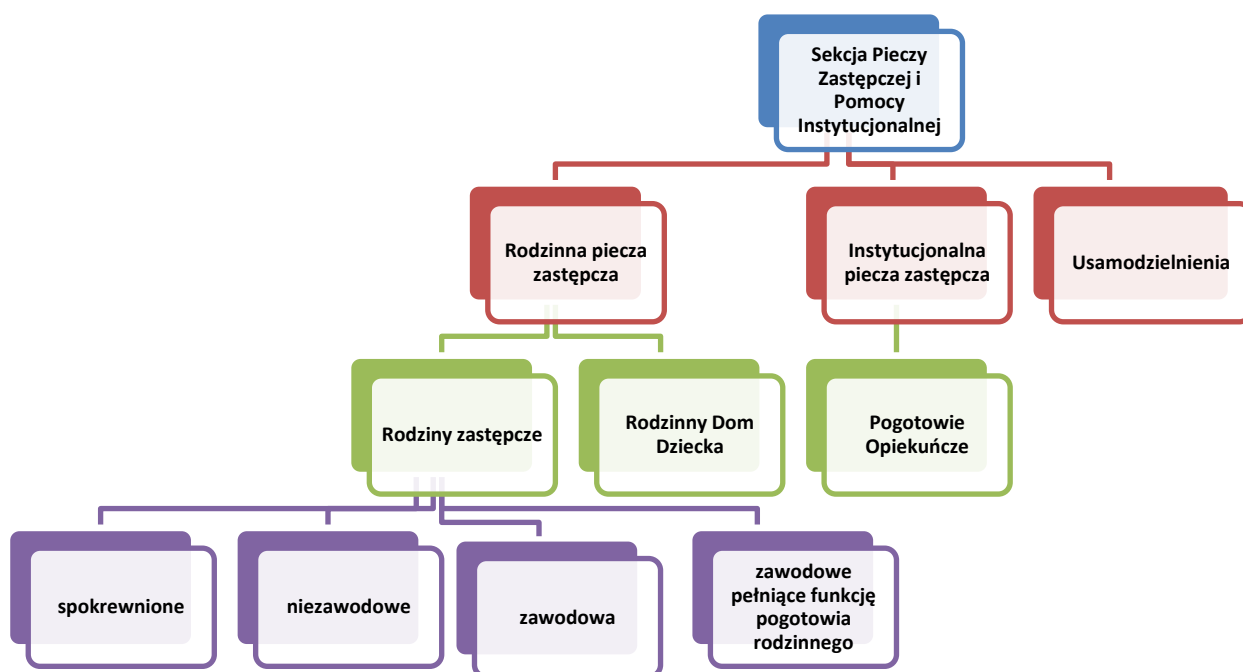 Sekcja Pieczy
Zastępczej i
Pomocy
Instytucjonalnej
Rodzinna piecza
zastępcza
Instytucjonalna
piecza zastępcza
Usamodzielnienia
Rodziny zastępcze
Rodzinny Dom
Dziecka
Pogotowie
Opiekuńcze
spokrewnione
niezawodowe
zawodowa
zawodowe
pełniące funkcję
pogotowia
rodzinnego